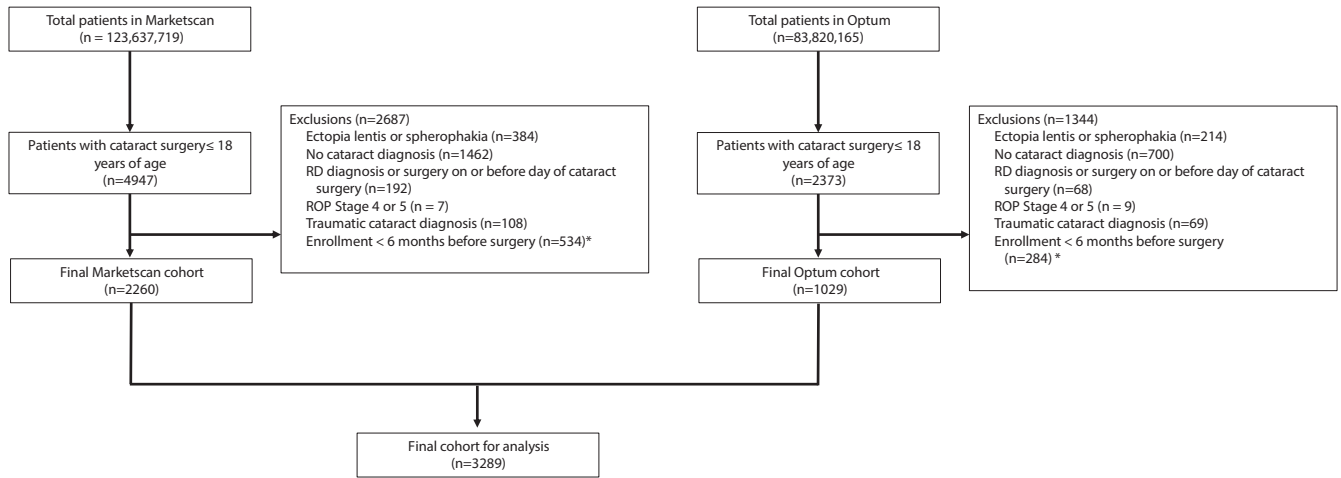 Total patients in Marketscan
(n = 123,637,719)
Total patients in Optum
(n=83,820,165)
Patients with cataract surgery≤ 18
years of age
(n=4947)
Exclusions (n=2687)
Ectopia lentis or spherophakia (n=384)
No cataract diagnosis (n=1462)
RD diagnosis or surgery on or before day of cataract
surgery (n=192)
ROP Stage 4 or 5 (n = 7)
Traumatic cataract diagnosis (n=108)
Enrollment < 6 months before surgery (n=534)*
Patients with cataract surgery≤ 18
years of age
(n=2373)
Exclusions (n=1344)
Ectopia lentis or spherophakia (n=214)
No cataract diagnosis (n=700)
RD diagnosis or surgery on or before day of cataract
surgery (n=68)
ROP Stage 4 or 5 (n = 9)
Traumatic cataract diagnosis (n=69)
Enrollment < 6 months before surgery
(n=284) *
Final Marketscan cohort
(n=2260)
Final Optum cohort
(n=1029)
Final cohort for analysis
(n=3289)